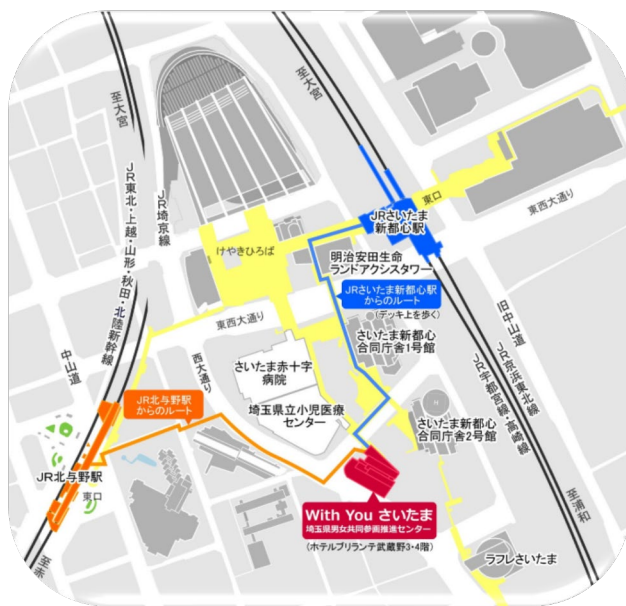 至大宮
至大宮
JR東北・上越・山形・秋田・北陸新幹線
JR埼京線
東口
JRさいたま
新都心駅
東西大通り
けやきひろば
明治安田生命
ランドアクシスタワー
JRさいたま新都心駅
からのルート
(デッキ上を歩く)
旧中山道
東西大通り
中山道
西大通り
さいたま新都心
合同庁舎1号館
さいたま赤十字
病院
JR京浜東北線
JR宇都宮線・高崎線
JR北与野駅
からのルート
埼玉県立小児医療
センター
H
さいたま新都心
合同庁舎2号館
JR北与野駅
東口
With You さいたま
埼玉県男女共同参画推進センター
(ホテルブリランテ武蔵野3・4階)
至浦和
ラフレさいたま
至赤